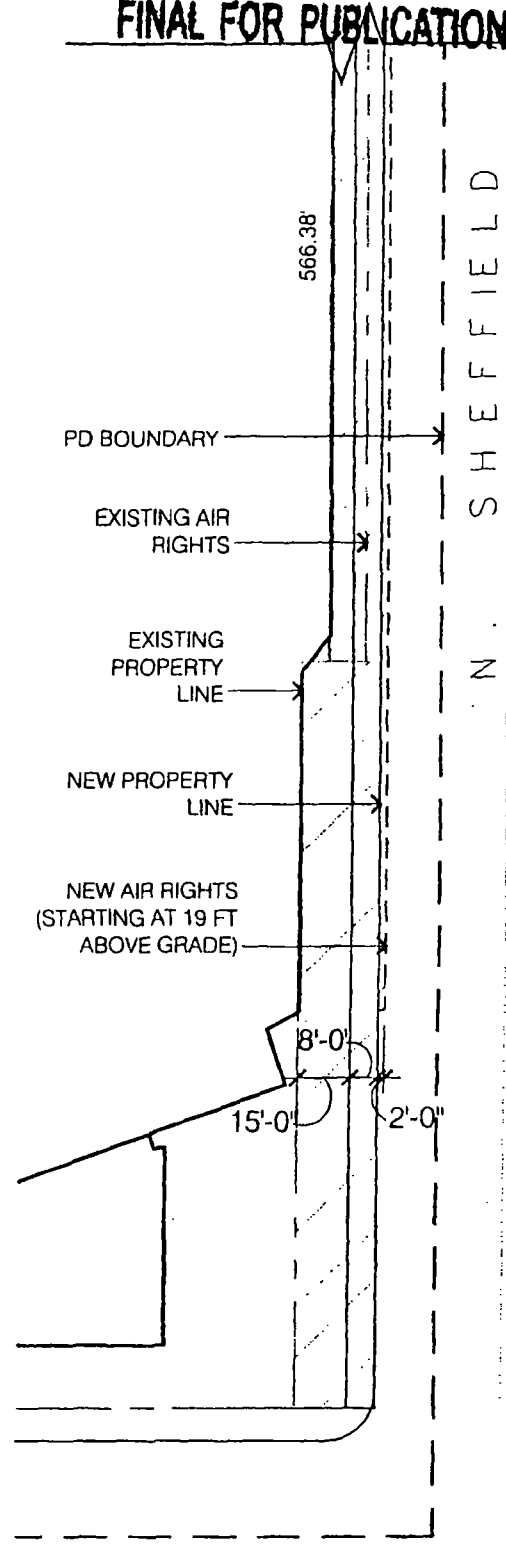 FINAL FOR PUBLICATION
566.38'
N. SHEFFIELD
PD BOUNDARY
EXISTING AIR
RIGHTS
EXISTING
PROPERTY
LINE
NEW PROPERTY
LINE
NEW AIR RIGHTS
(STARTING AT 19 FT
ABOVE GRADE)
8'-0"
15'-0"
2'-0"